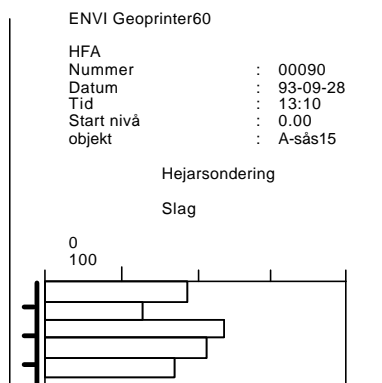 ENVI Geoprinter60
HFA
Nummer : 00090
Datum : 93-09-28
Tid : 13:10
Start nivå : 0.00
objekt : A-sås15
Hejarsondering
Slag
0
100